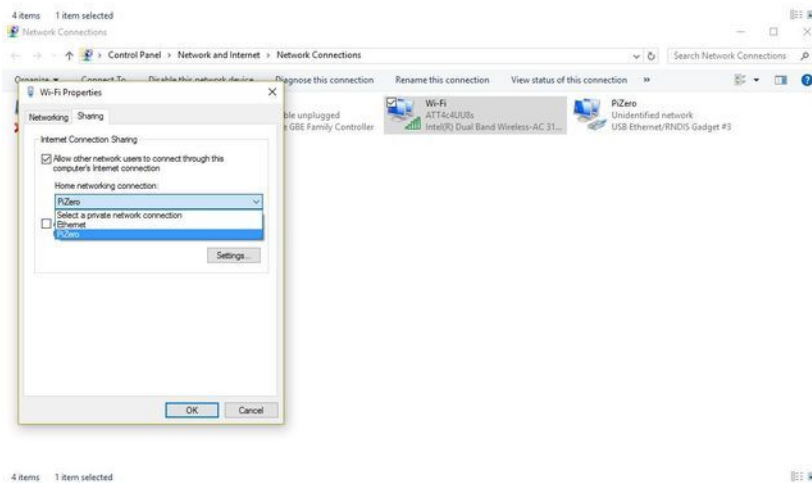 4 items 1 item selected
Network Connections
Control Panel > Network and Internet > Network Connections
Search Network Connections
Organize Connect To Disable this network device Diagnose this connection Rename this connection View status of this connection »
Wi-Fi Properties
Networking Sharing
Internet Connection Sharing
Allow other network users to connect through this
computer's Internet connection
Home networking connection:
PiZero
Select a private network connection
Ethernet
PiZero
Settings...
OK Cancel
ble unplugged
GBE Family Controller
Wi-Fi
ATT4c4UU8s
Intel(R) Dual Band Wireless-AC 31...
PiZero
Unidentified network
USB Ethernet/RNDIS Gadget #3
4 items 1 item selected